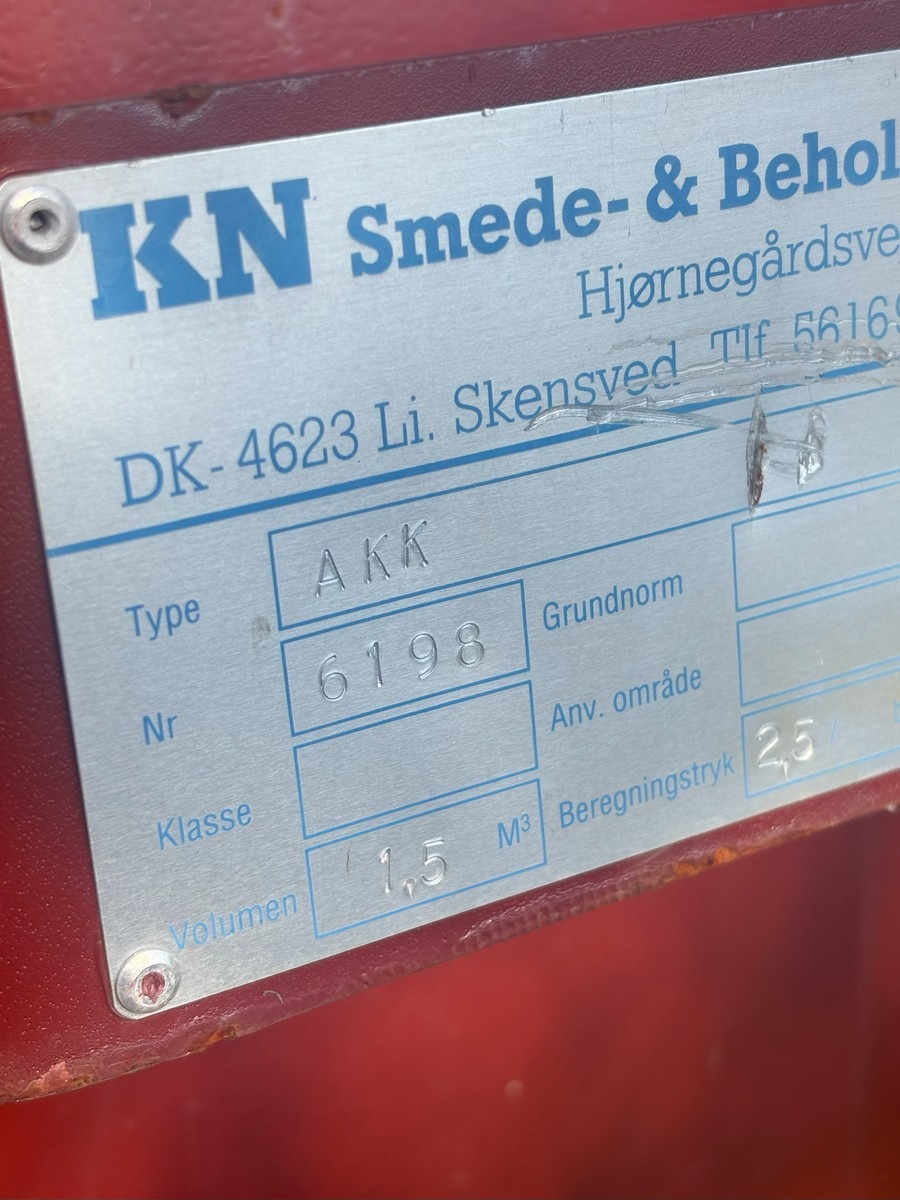 KN Smede- & Behol
Hjørnegårdsve
DK-4623 Li. Skensved Tlf. 56169
Type AKK
Nr 6198 Grundnorm
Klasse Anv. område
Volumen 1,5 M³ Beregningstryk 2,5